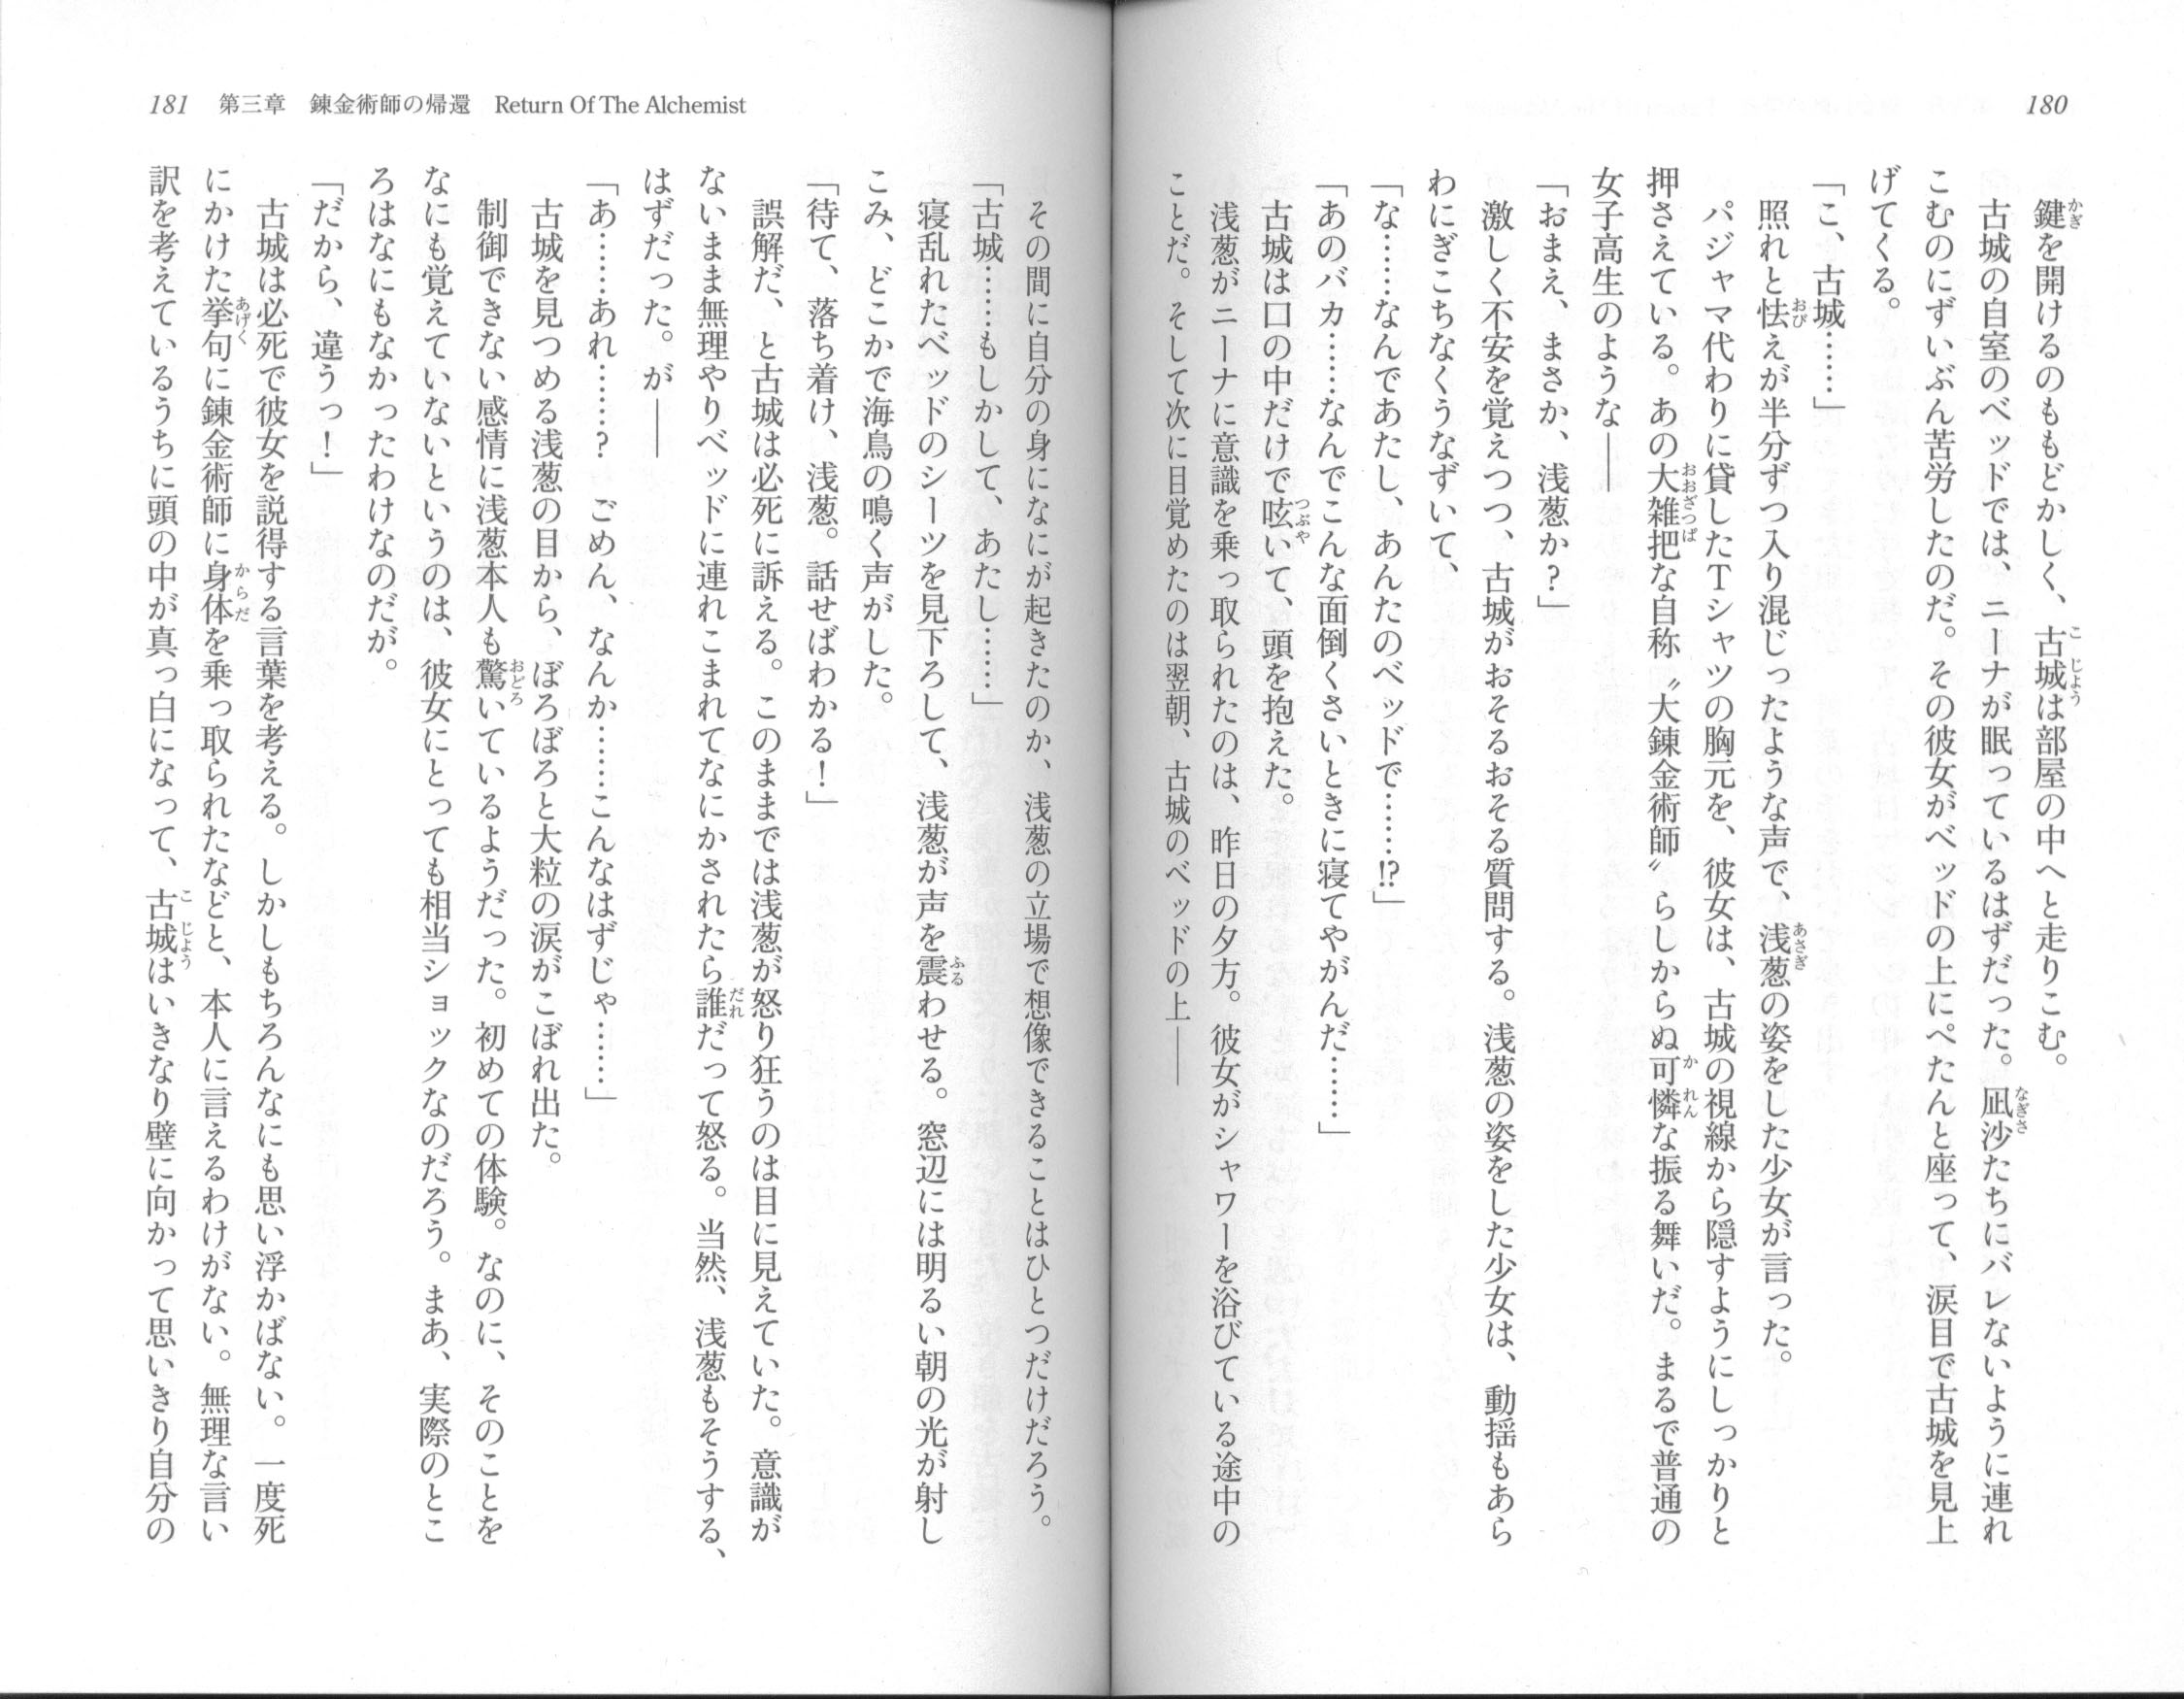 180
鍵を開けるのももどかしく、古城は部屋の中へと走りこむ。
古城の自室のベッドでは、ニーナが眠っているはずだった。凪沙たちにバレないように連れ
こむのにずいぶん苦労したのだ。その彼女がベッドの上にぺたんと座って、涙目で古城を見上
げてくる。
「こ、古城……」
照れと怯えが半分ずつ入り混じったような声で、浅葱の姿をした少女が言った。
パジャマ代わりに貸したTシャツの胸元を、彼女は、古城の視線から隠すようにしっかりと
押さえている。あの大雑把な自称〝大錬金術師〟らしからぬ可憐な振る舞いだ。まるで普通の
女子高生のような——
「おまえ、まさか、浅葱か?」
激しく不安を覚えつつ、古城がおそるおそる質問する。浅葱の姿をした少女は、動揺もあら
わにぎこちなくうなずいて、
「な……なんであたし、あんたのベッドで……!?」
「あのバカ……なんでこんな面倒くさいときに寝てやがんだ……」
古城は口の中だけで呟いて、頭を抱えた。
浅葱がニーナに意識を乗っ取られたのは、昨日の夕方。彼女がシャワーを浴びている途中の
ことだ。そして次に目覚めたのは翌朝、古城のベッドの上——
181 第三章 錬金術師の帰還 Return Of The Alchemist
その間に自分の身になにが起きたのか、浅葱の立場で想像できることはひとつだけだろう。
「古城……もしかして、あたし……」
寝乱れたベッドのシーツを見下ろして、浅葱が声を震わせる。窓辺には明るい朝の光が射し
こみ、どこかで海鳥の鳴く声がした。
「待て、落ち着け、浅葱。話せばわかる!」
誤解だ、と古城は必死に訴える。このままでは浅葱が怒り狂うのは目に見えていた。意識が
ないまま無理やりベッドに連れこまれてなにかされたら誰だって怒る。当然、浅葱もそうする、
はずだった。が——
「あ……あれ……? ごめん、なんか……こんなはずじゃ……」
古城を見つめる浅葱の目から、ぼろぼろと大粒の涙がこぼれ出た。
制御できない感情に浅葱本人も驚いているようだった。初めての体験。なのに、そのことを
なにも覚えていないというのは、彼女にとっても相当ショックなのだろう。まあ、実際のとこ
ろはなにもなかったわけなのだが。
「だから、違うっ!」
古城は必死で彼女を説得する言葉を考える。しかしもちろんなにも思い浮かばない。一度死
にかけた挙句に錬金術師に身体を乗っ取られたなどと、本人に言えるわけがない。無理な言い
訳を考えているうちに頭の中が真っ白になって、古城はいきなり壁に向かって思いきり自分の